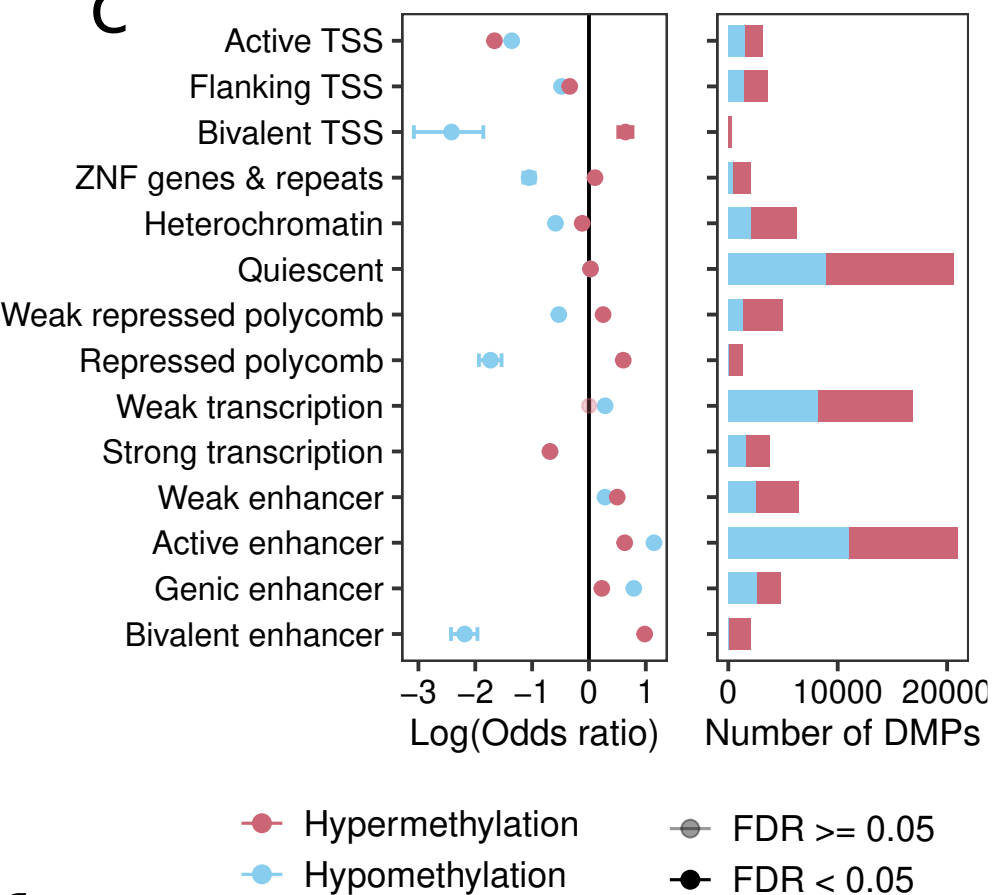 C
Active TSS
Flanking TSS
Bivalent TSS
ZNF genes & repeats
Heterochromatin
Quiescent
Weak repressed polycomb
Repressed polycomb
Weak transcription
Strong transcription
Weak enhancer
Active enhancer
Genic enhancer
Bivalent enhancer
−3 −2 −1 0 1
0 10000 20000
Log(Odds ratio)
Number of DMPs
Hypermethylation
Hypomethylation
FDR >= 0.05
FDR < 0.05